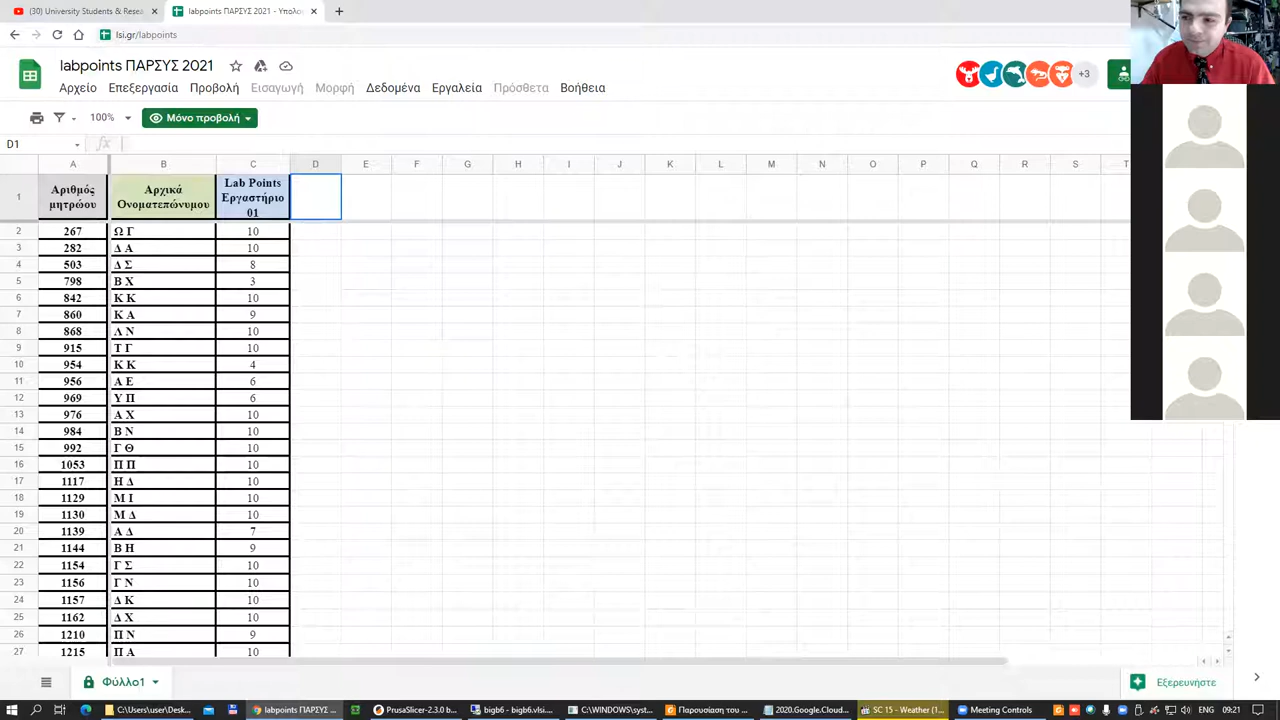 (30) University Students & Resea
labpoints ΠΑΡΣΥΣ 2021 - Υπολο
lsi.gr/labpoints
labpoints ΠΑΡΣΥΣ 2021
+3
Αρχείο Επεξεργασία Προβολή Εισαγωγή Μορφή Δεδομένα Εργαλεία Πρόσθετα Βοήθεια
100% Μόνο προβολή
D1 fx
A B C D E F G H I J K L M N O P Q R S T
1 Αριθμός μητρώου Αρχικά Ονοματεπώνυμου Lab Points Εργαστήριο 01
2 267 Ω Γ 10
3 282 Δ Α 10
4 503 Δ Σ 8
5 798 Β Χ 3
6 842 Κ Κ 10
7 860 Κ Α 9
8 868 Λ Ν 10
9 915 Τ Γ 10
10 954 Κ Κ 4
11 956 Α Ε 6
12 969 Υ Π 6
13 976 Α Χ 10
14 984 Β Ν 10
15 992 Γ Θ 10
16 1053 Π Π 10
17 1117 Η Δ 10
18 1129 Μ Ι 10
19 1130 Μ Δ 10
20 1139 Α Δ 7
21 1144 Β Η 9
22 1154 Γ Σ 10
23 1156 Γ Ν 10
24 1157 Δ Κ 10
25 1162 Δ Χ 10
26 1210 Π Ν 9
27 1215 Π Α 10
Φύλλο1
Εξερευνήστε
C:\Users\user\Desk...
labpoints ΠΑΡΣΥΣ ...
PrusaSlicer-2.3.0 b...
bigb6 - bigb6.vlsi...
C:\WINDOWS\syst...
Παρουσίαση του ...
2020.Google.Cloud...
SC 15 - Weather (1...
Meeting Controls
ENG 09:21